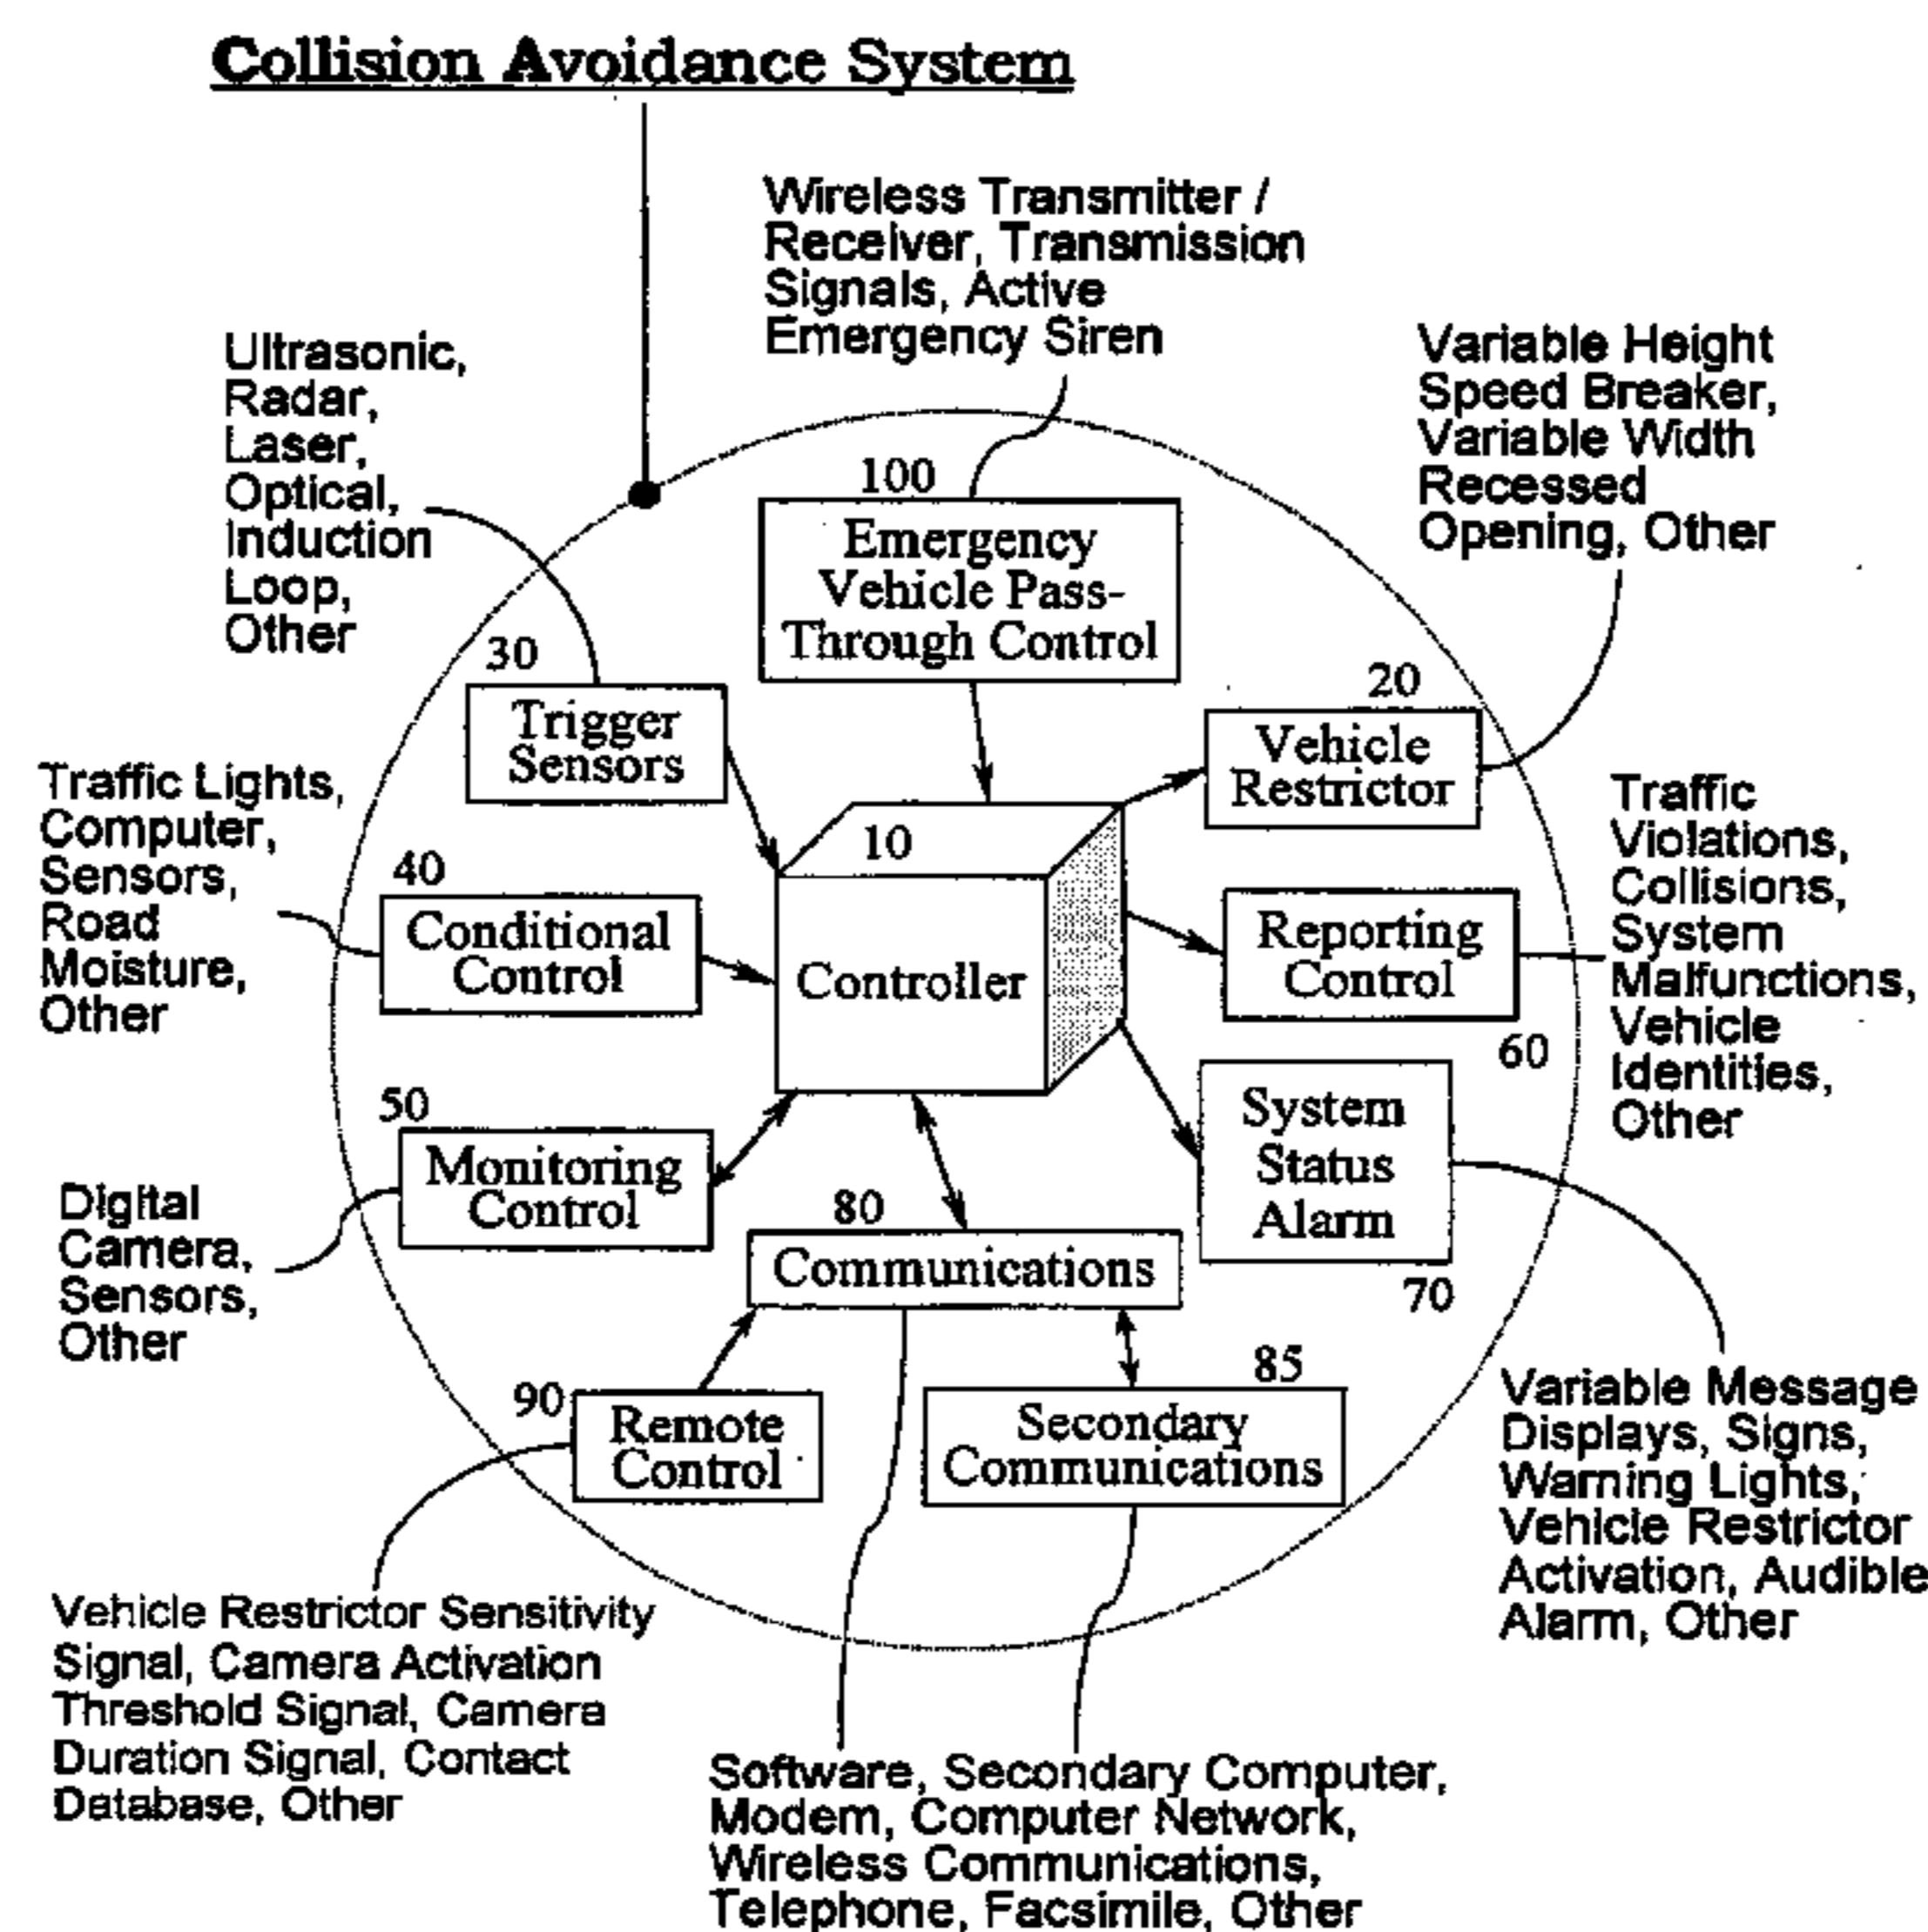 Collision Avoidance System
Wireless Transmitter /
Receiver, Transmission
Signals, Active
Emergency Siren
Ultrasonic,
Radar,
Laser,
Optical,
Induction
Loop,
Other
Variable Height
Speed Breaker,
Variable Width
Recessed
Opening, Other
100
Emergency
Vehicle Pass-
Through Control
30
Trigger
Sensors
20
Vehicle
Restrictor
Traffic Lights,
Computer,
Sensors,
Road
Moisture,
Other
40
Conditional
Control
10
Controller
Reporting
Control
60
Traffic
Violations,
Collisions,
System
Malfunctions,
Vehicle
Identities,
Other
50
Monitoring
Control
Digital
Camera,
Sensors,
Other
System
Status
Alarm
70
80
Communications
90
Remote
Control
85
Secondary
Communications
Variable Message
Displays, Signs,
Warning Lights,
Vehicle Restrictor
Activation, Audible
Alarm, Other
Vehicle Restrictor Sensitivity
Signal, Camera Activation
Threshold Signal, Camera
Duration Signal, Contact
Database, Other
Software, Secondary Computer,
Modem, Computer Network,
Wireless Communications,
Telephone, Facsimile, Other